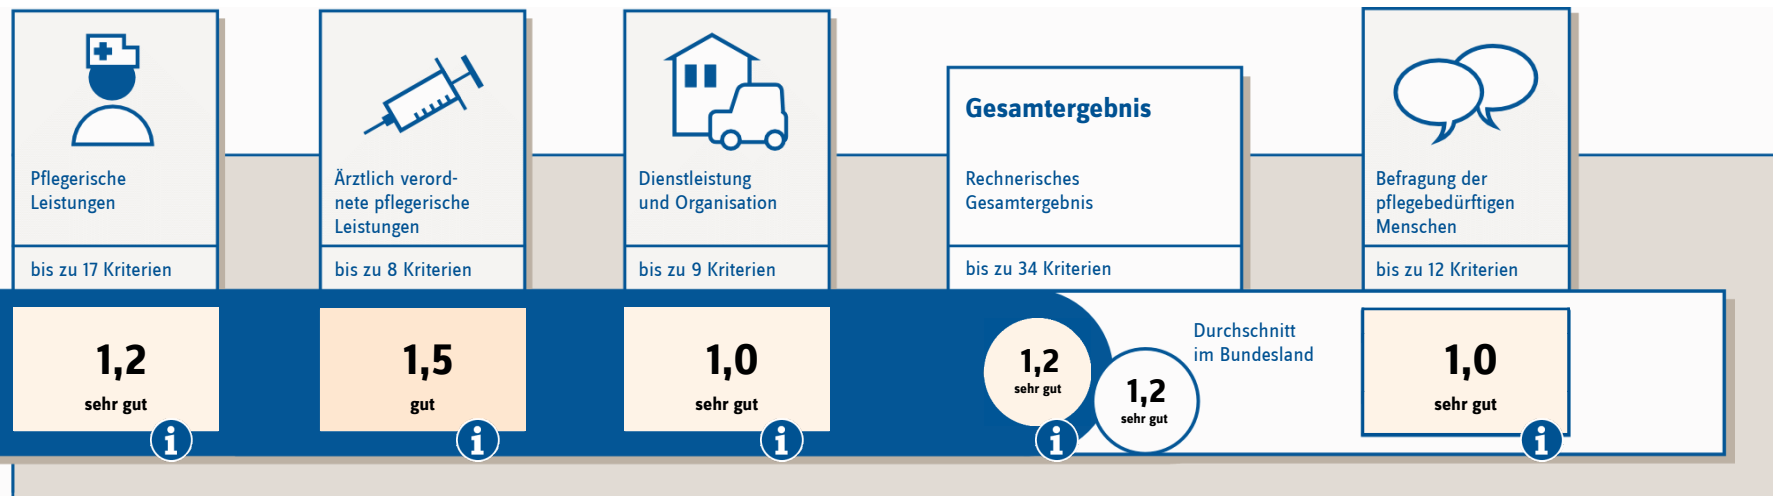 Pflegerische
Leistungen
bis zu 17 Kriterien
1,2
sehr gut
i
Ärztlich verord-
nete pflegerische
Leistungen
bis zu 8 Kriterien
1,5
gut
i
Dienstleistung
und Organisation
bis zu 9 Kriterien
1,0
sehr gut
i
Gesamtergebnis
Rechnerisches
Gesamtergebnis
bis zu 34 Kriterien
1,2
sehr gut
i
Durchschnitt
im Bundesland
1,2
sehr gut
Befragung der
pflegebedürftigen
Menschen
bis zu 12 Kriterien
1,0
sehr gut
i